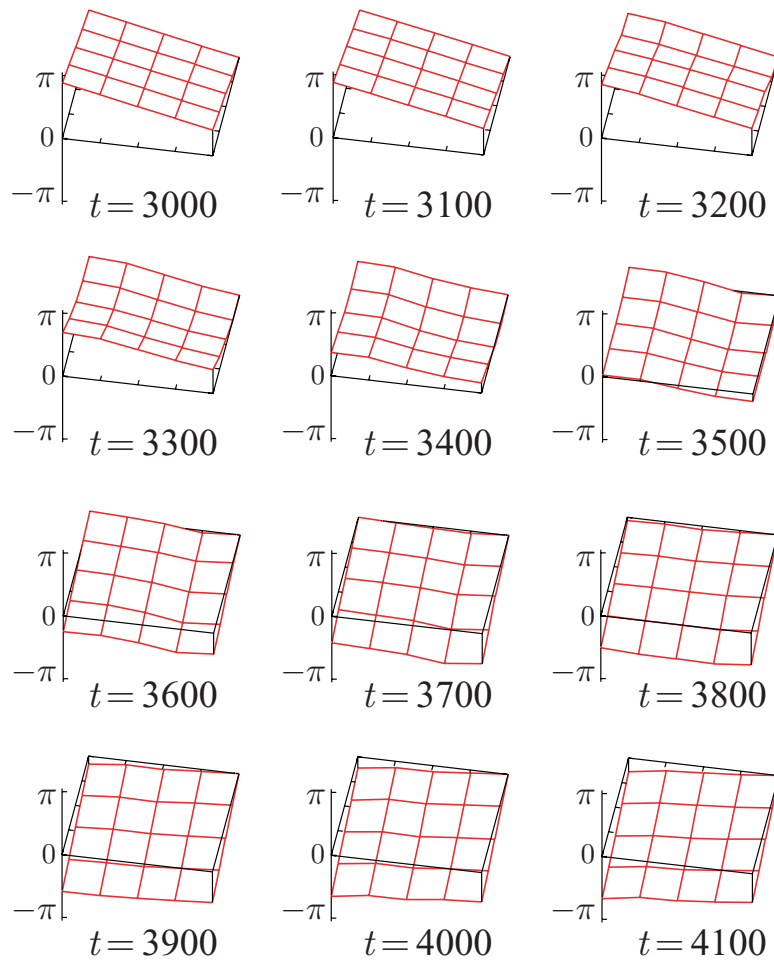 π π π
0 0 0
−π −π −π
t = 3000 t = 3100 t = 3200
π π π
0 0 0
−π −π −π
t = 3300 t = 3400 t = 3500
π π π
0 0 0
−π −π −π
t = 3600 t = 3700 t = 3800
π π π
0 0 0
−π −π −π
t = 3900 t = 4000 t = 4100